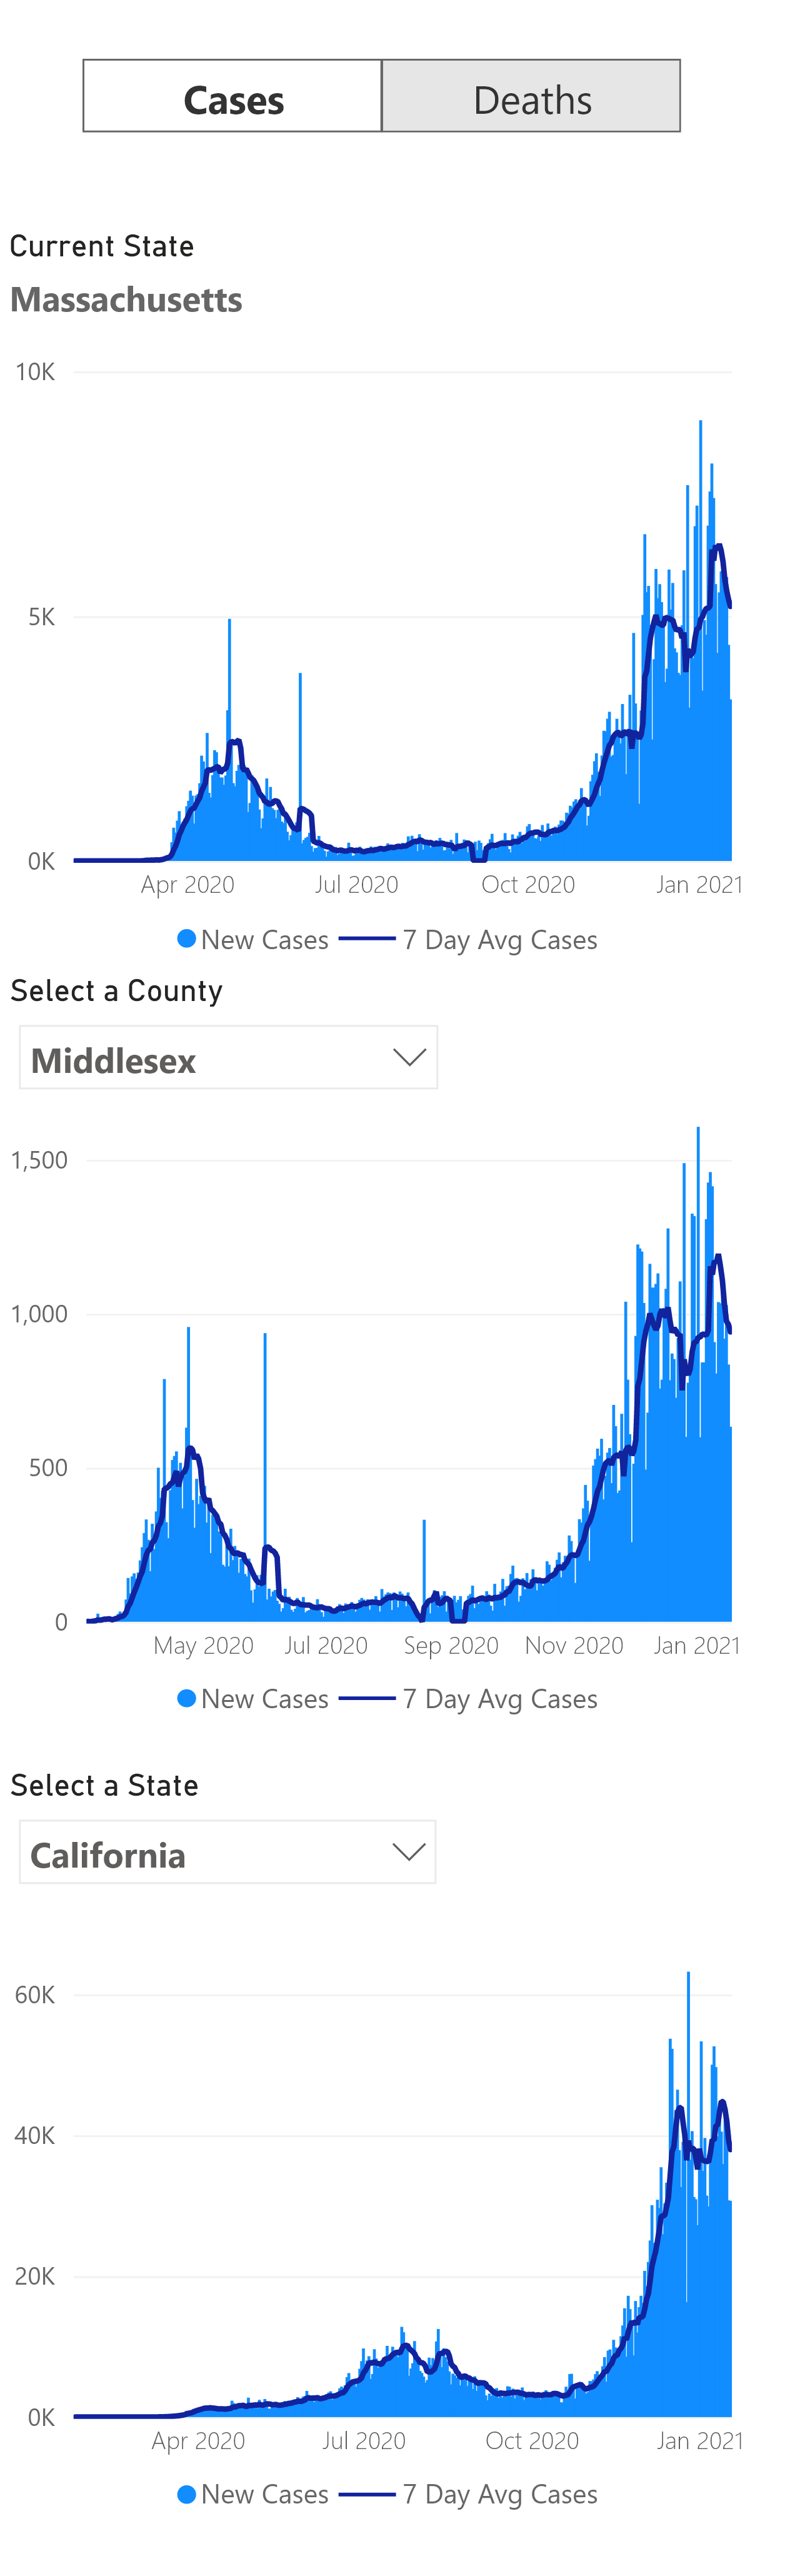 Cases Deaths
Current State
Massachusetts
10K
5K
0K
Apr 2020 Jul 2020 Oct 2020 Jan 2021
New Cases 7 Day Avg Cases
Select a County
Middlesex
1,500
1,000
500
0
May 2020 Jul 2020 Sep 2020 Nov 2020 Jan 2021
New Cases 7 Day Avg Cases
Select a State
California
60K
40K
20K
0K
Apr 2020 Jul 2020 Oct 2020 Jan 2021
New Cases 7 Day Avg Cases